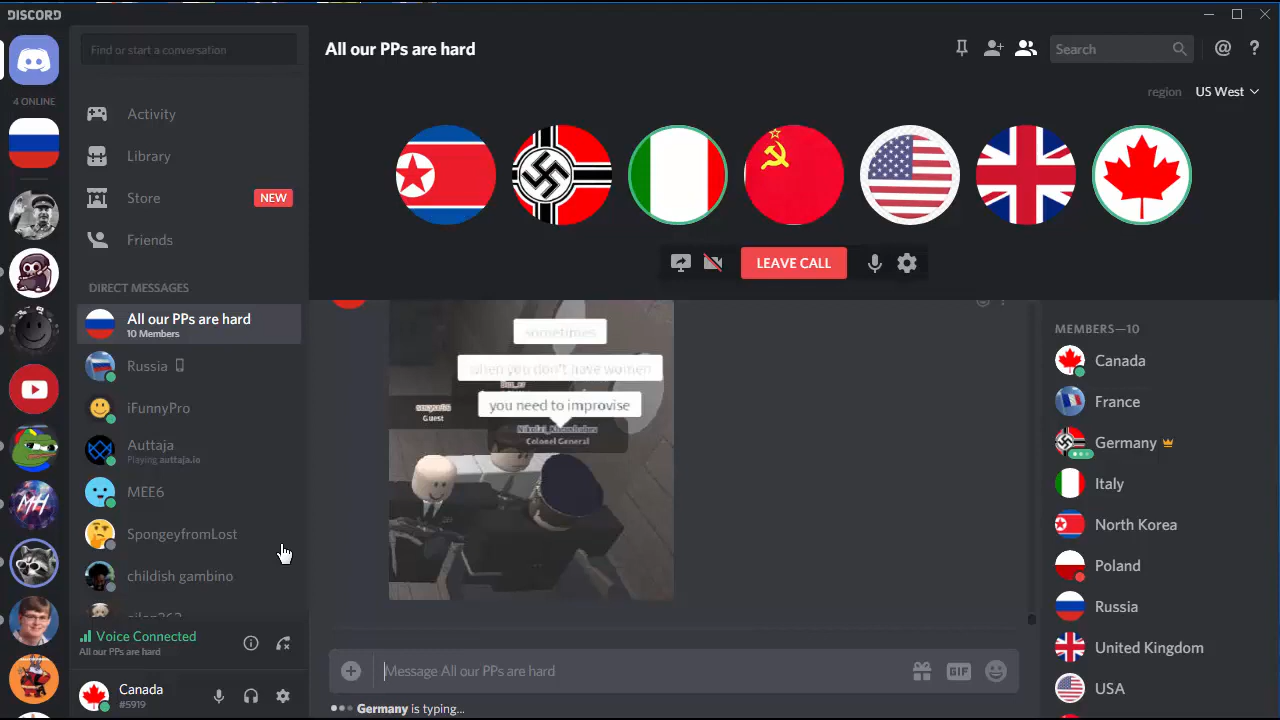 DISCORD
Find or start a conversation
All our PPs are hard
Search
4 ONLINE
region US West
Activity
Library
Store NEW
Friends
DIRECT MESSAGES
All our PPs are hard
10 Members
Russia
iFunnyPro
Auttaja
Playing auttaja.io
MEE6
SpongeyfromLost
childish gambino
Voice Connected
All our PPs are hard
Canada
#5919
LEAVE CALL
sometimes
when you don't have women
you need to improvise
Guest
Colonel General
Message All our PPs are hard
GIF
Germany is typing...
MEMBERS—10
Canada
France
Germany
Italy
North Korea
Poland
Russia
United Kingdom
USA